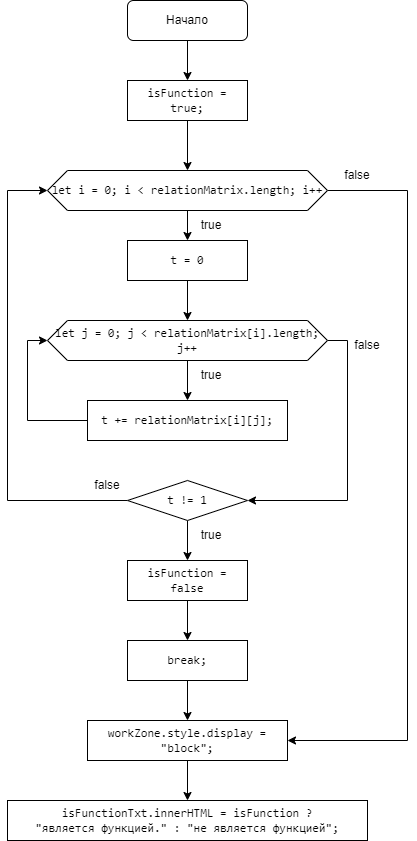 Начало
isFunction =
true;
false
let i = 0; i < relationMatrix.length; i++
true
t = 0
let j = 0; j < relationMatrix[i].length;
j++
false
true
t += relationMatrix[i][j];
false
t != 1
true
isFunction =
false
break;
workZone.style.display =
"block";
isFunctionTxt.innerHTML = isFunction ?
"является функцией." : "не является функцией";